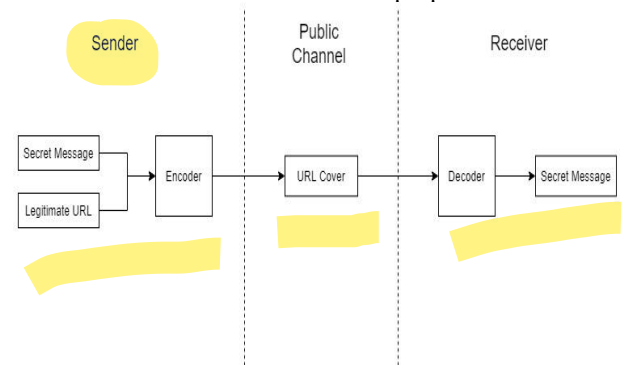 Sender
Public
Channel
Receiver
Secret Message
Legitimate URL
Encoder
URL Cover
Decoder
Secret Message